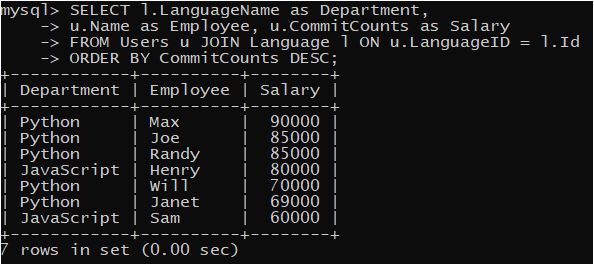 mysql> SELECT l.LanguageName as Department,
    -> u.Name as Employee, u.CommitCounts as Salary
    -> FROM Users u JOIN Language l ON u.LanguageID = l.Id
    -> ORDER BY CommitCounts DESC;
+------------+----------+--------+
| Department | Employee | Salary |
+------------+----------+--------+
| Python     | Max      |  90000 |
| Python     | Joe      |  85000 |
| Python     | Randy    |  85000 |
| JavaScript | Henry    |  80000 |
| Python     | Will     |  70000 |
| Python     | Janet    |  69000 |
| JavaScript | Sam      |  60000 |
+------------+----------+--------+
7 rows in set (0.00 sec)